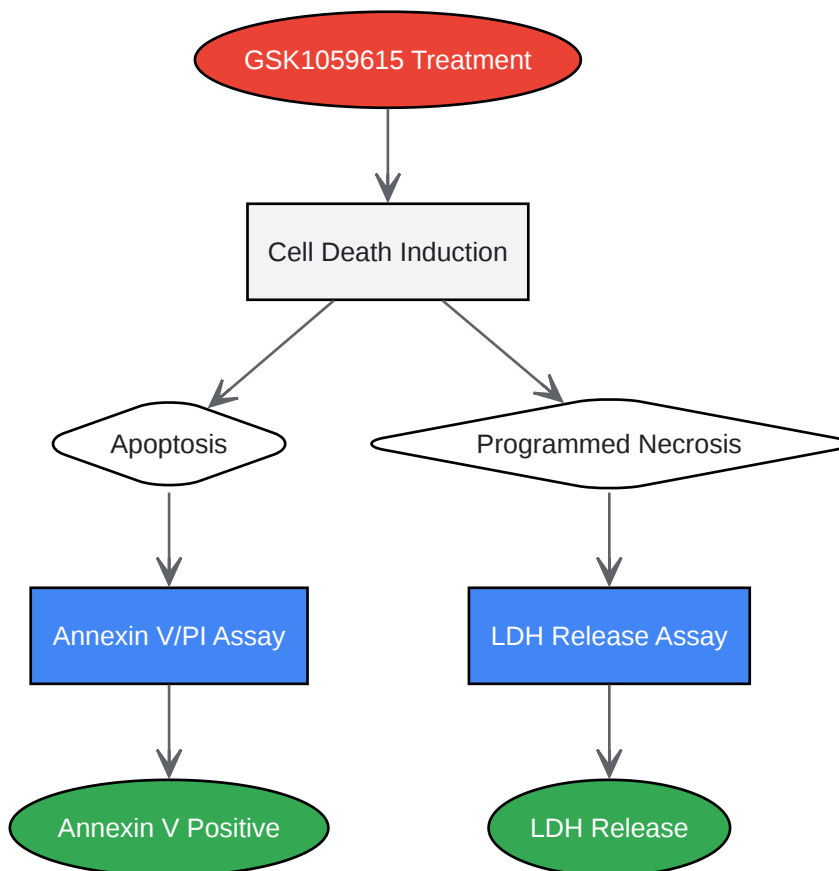 GSK1059615 Treatment
Cell Death Induction
Apoptosis
Programmed Necrosis
Annexin V/PI Assay
LDH Release Assay
Annexin V Positive
LDH Release